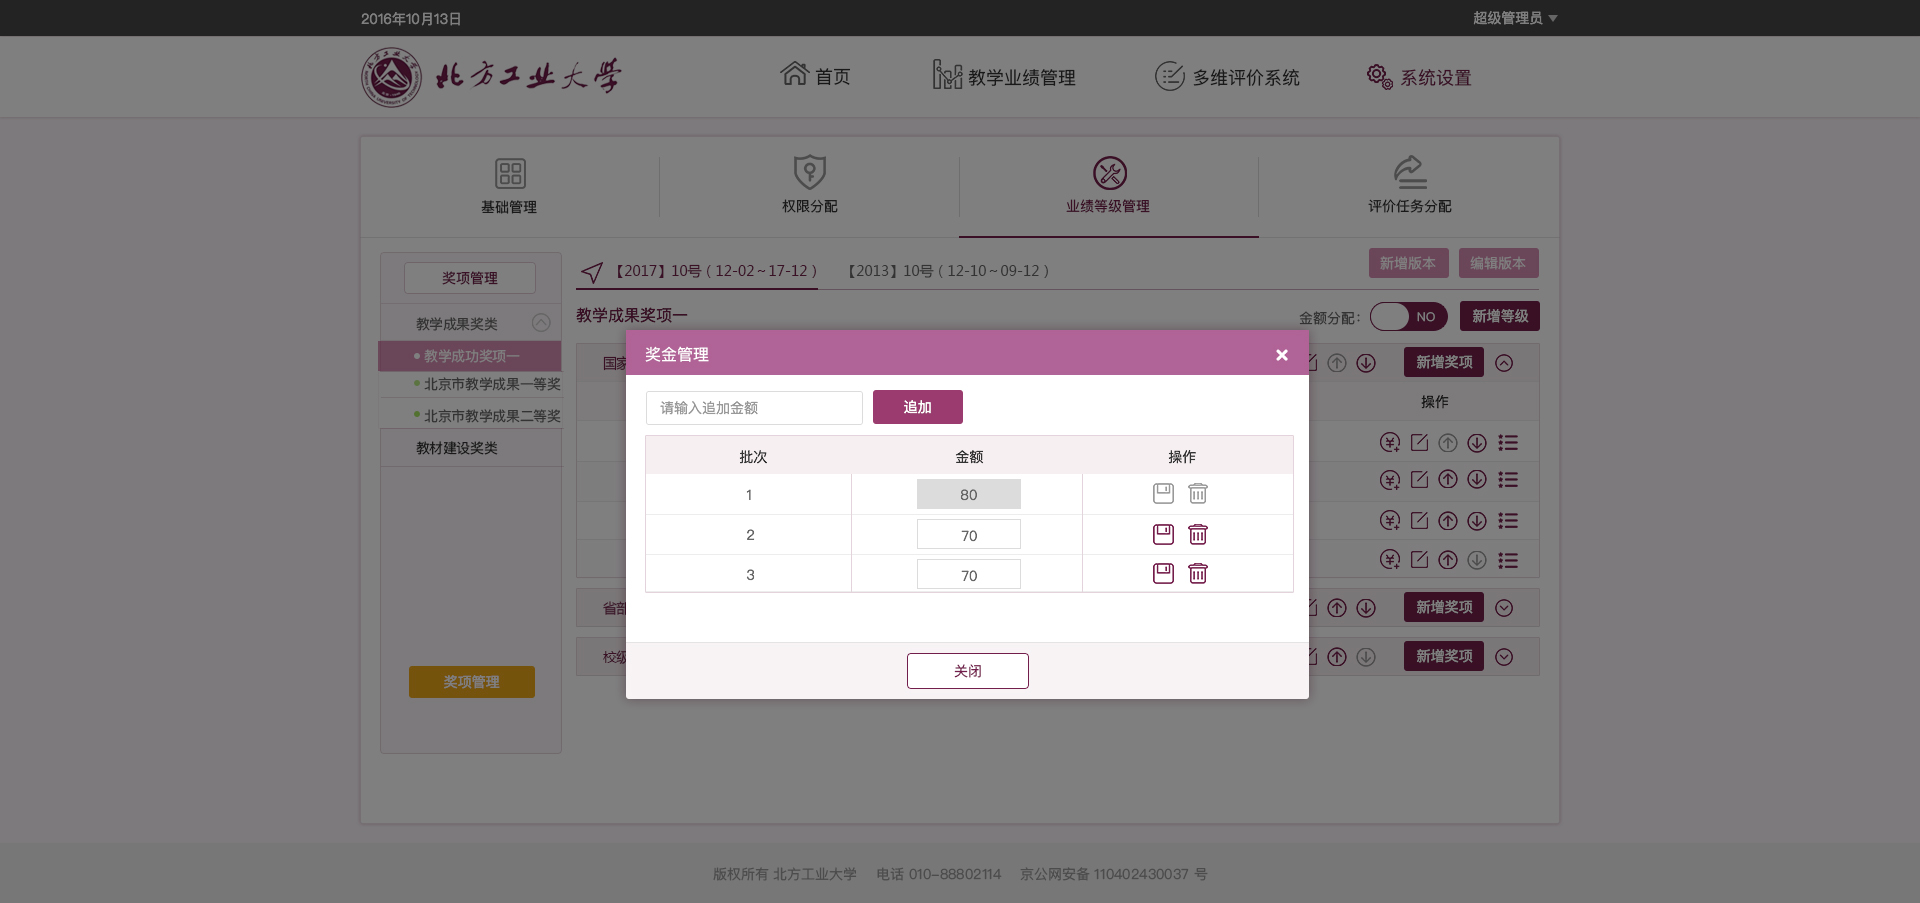 2016年10月13日 超级管理员
北方工业大学 首页 教学业绩管理 多维评价系统 系统设置
基础管理 权限分配 业绩等级管理 评价任务分配
奖项管理 【2017】10号（12-02～17-12） 【2013】10号（12-10～09-12） 新增版本 编辑版本
教学成果奖项一 金额分配： NO 新增等级
教学成果奖类
教学成功奖项一
北京市教学成果一等奖
北京市教学成果二等奖
教材建设奖类
奖项管理
国家 新增奖项
操作
省部 新增奖项
校级 新增奖项
奖金管理
请输入追加金额 追加
批次 金额 操作
1 80
2 70
3 70
关闭
版权所有 北方工业大学 电话 010-88802114 京公网安备 110402430037 号